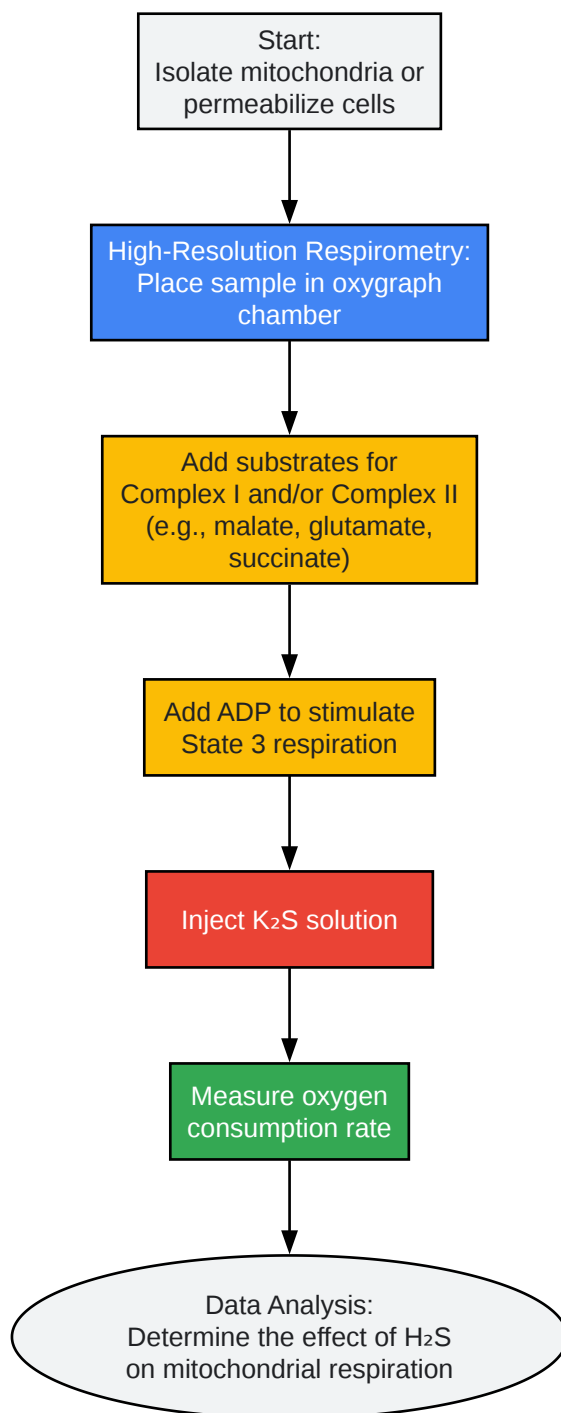 Start:
Isolate mitochondria or
permeabilize cells
High-Resolution Respirometry:
Place sample in oxygraph
chamber
Add substrates for
Complex I and/or Complex II
(e.g., malate, glutamate,
succinate)
Add ADP to stimulate
State 3 respiration
Inject K₂S solution
Measure oxygen
consumption rate
Data Analysis:
Determine the effect of H₂S
on mitochondrial respiration